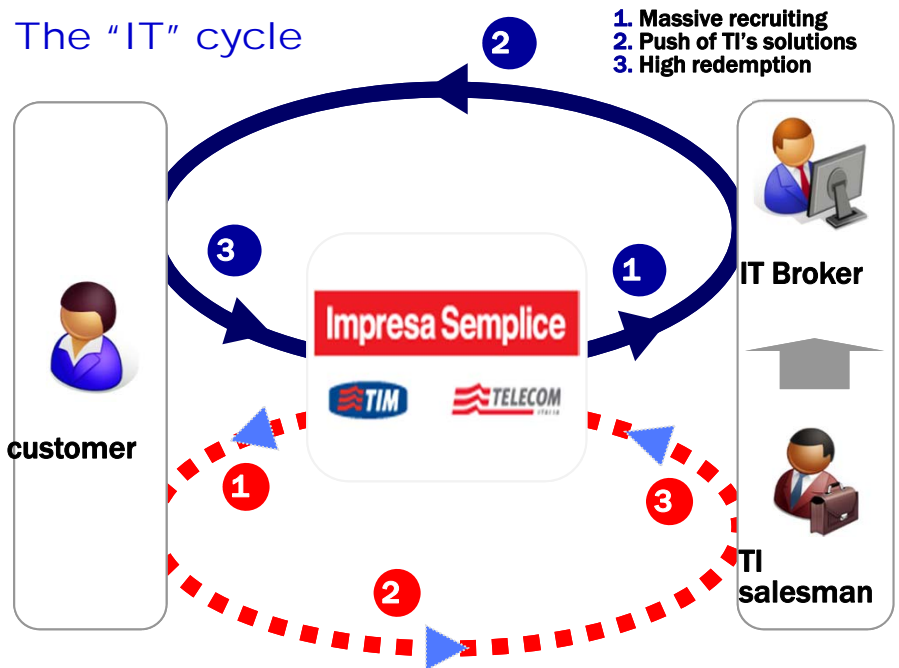 The “IT” cycle
1. Massive recruiting
2. Push of TI’s solutions
3. High redemption
2
3
1
IT Broker
Impresa Semplice
TIM
TELECOM
ITALIA
customer
1
3
2
TI
salesman